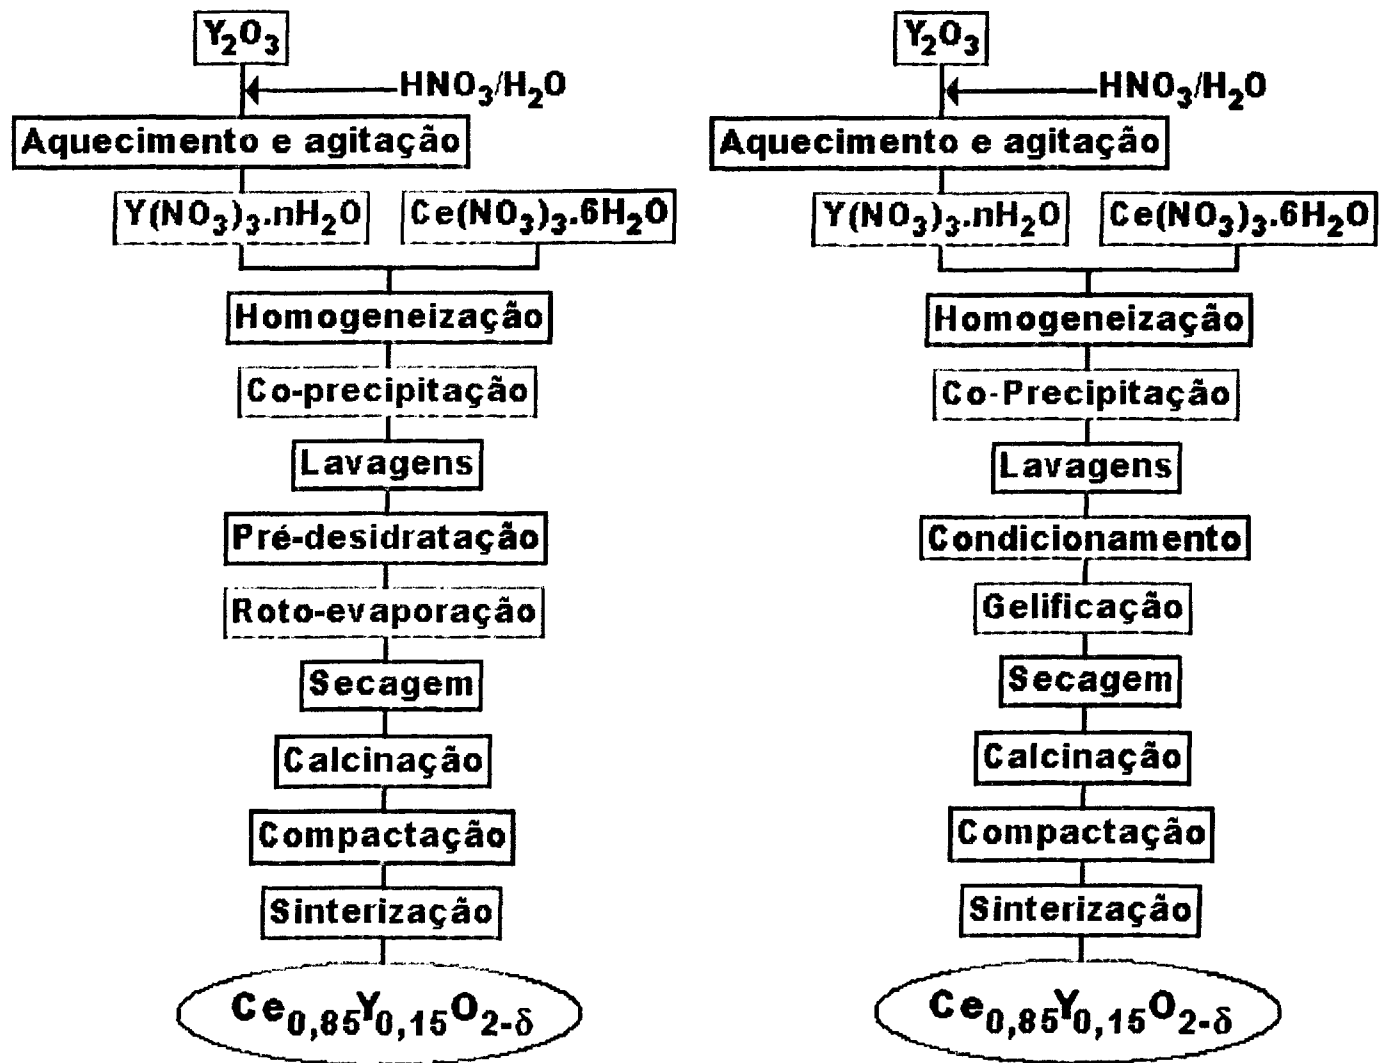 Y₂O₃
HNO₃/H₂O
Aquecimento e agitação
Y(NO₃)₃.nH₂O
Ce(NO₃)₃.6H₂O
Homogeneização
Co-precipitação
Lavagens
Pré-desidratação
Roto-evaporação
Secagem
Calcinação
Compactação
Sinterização
Ce₀,₈₅Y₀,₁₅O₂₋δ
Y₂O₃
HNO₃/H₂O
Aquecimento e agitação
Y(NO₃)₃.nH₂O
Ce(NO₃)₃.6H₂O
Homogeneização
Co-Precipitação
Lavagens
Condicionamento
Gelificação
Secagem
Calcinação
Compactação
Sinterização
Ce₀,₈₅Y₀,₁₅O₂₋δ